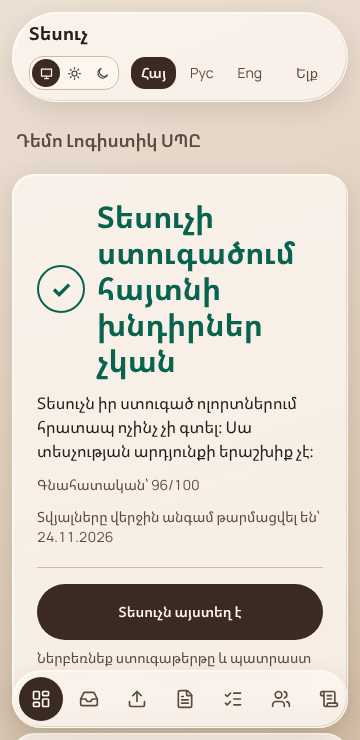 Տեսուչ
Հայ Рус Eng Ելք
Դեմո Լոգիստիկ ՍՊԸ
Տեսուչի
ստուգածում
հայտնի
խնդիրներ
չկան
Տեսուչն իր ստուգած ոլորտներում
հրատապ ոչինչ չի գտել։ Սա
տեսչության արդյունքի երաշխիք չէ։
Գնահատական՝ 96/100
Տվյալները վերջին անգամ թարմացվել են՝
24.11.2026
Տեսուչն այստեղ է
Ներբեռնեք ստուգաթերթը և պատրաստ